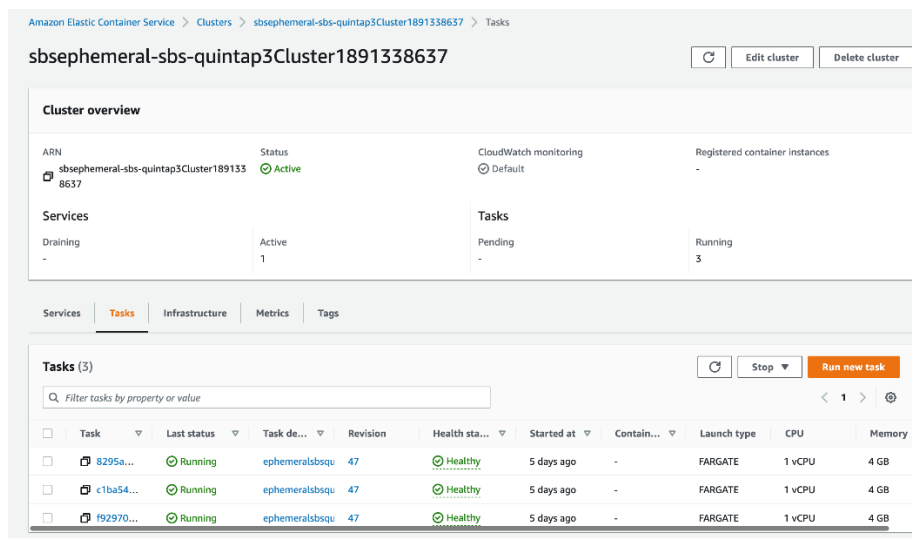 Amazon Elastic Container Service > Clusters > sbsephemeral-sbs-quintap3Cluster1891338637 > Tasks
sbsephemeral-sbs-quintap3Cluster1891338637
Edit cluster
Delete cluster
Cluster overview
ARN
sbsephemeral-sbs-quintap3Cluster189133
8637
Status
Active
CloudWatch monitoring
Default
Registered container instances
-
Services
Tasks
Draining
-
Active
1
Pending
-
Running
3
Services Tasks Infrastructure Metrics Tags
Tasks (3)
Stop
Run new task
Filter tasks by property or value
< 1 >
Task Last status Task de... Revision Health sta... Started at Contain... Launch type CPU Memory
8295a... Running ephemeralsbsqu 47 Healthy 5 days ago - FARGATE 1 vCPU 4 GB
c1ba54... Running ephemeralsbsqu 47 Healthy 5 days ago - FARGATE 1 vCPU 4 GB
f92970... Running ephemeralsbsqu 47 Healthy 5 days ago - FARGATE 1 vCPU 4 GB